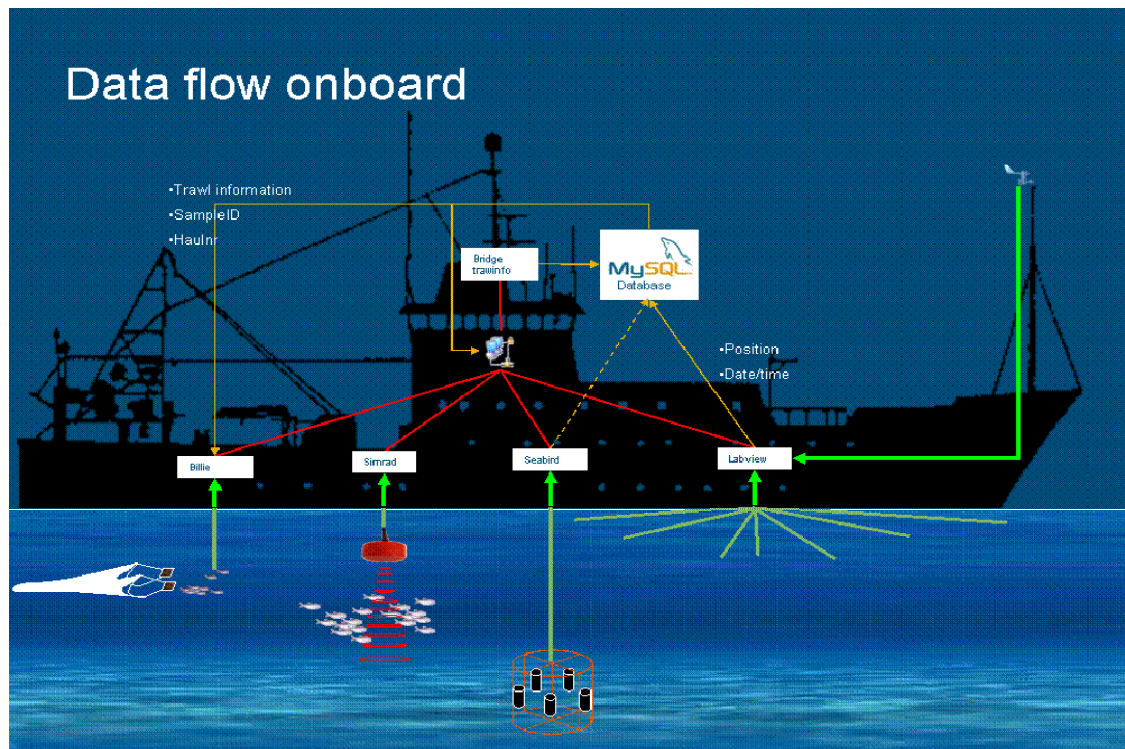 Data flow onboard
•Trawl information
•SampleID
•Haulnr
Bridge
trawinfo
MySQL
Database
•Position
•Date/time
Billie
Simrad
Seabird
Labview